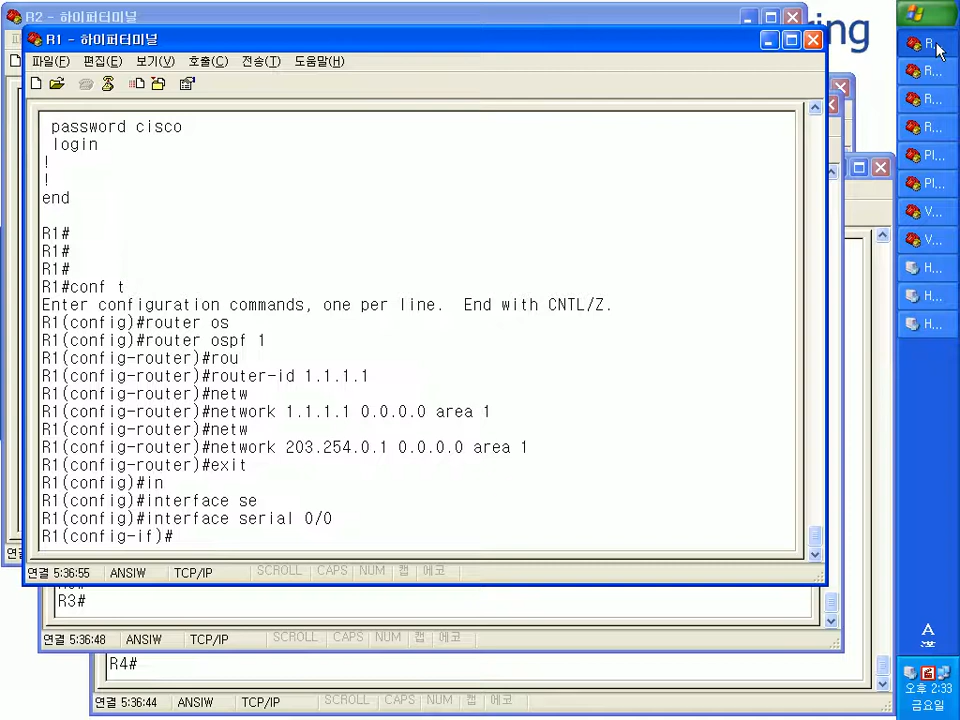 R2 - 하이퍼터미널
ring
R1 - 하이퍼터미널
파일(F) 편집(E) 보기(V) 호출(C) 전송(T) 도움말(H)
password cisco
login
!
!
end
R1#
R1#
R1#
R1#conf t
Enter configuration commands, one per line.  End with CNTL/Z.
R1(config)#router os
R1(config)#router ospf 1
R1(config-router)#rou
R1(config-router)#router-id 1.1.1.1
R1(config-router)#netw
R1(config-router)#network 1.1.1.1 0.0.0.0 area 1
R1(config-router)#netw
R1(config-router)#network 203.254.0.1 0.0.0.0 area 1
R1(config-router)#exit
R1(config)#in
R1(config)#interface se
R1(config)#interface serial 0/0
R1(config-if)#
연결 5:36:55 ANSIW TCP/IP SCROLL CAPS NUM 캡 에코
R3#
연결 5:36:48 ANSIW TCP/IP SCROLL CAPS NUM 캡 에코
R4#
연결 5:36:44 ANSIW TCP/IP SCROLL CAPS NUM 캡 에코
연결
R...
R...
R...
R...
PI...
PI...
V...
V...
H...
H...
H...
A
漢
오후 2:33
금요일